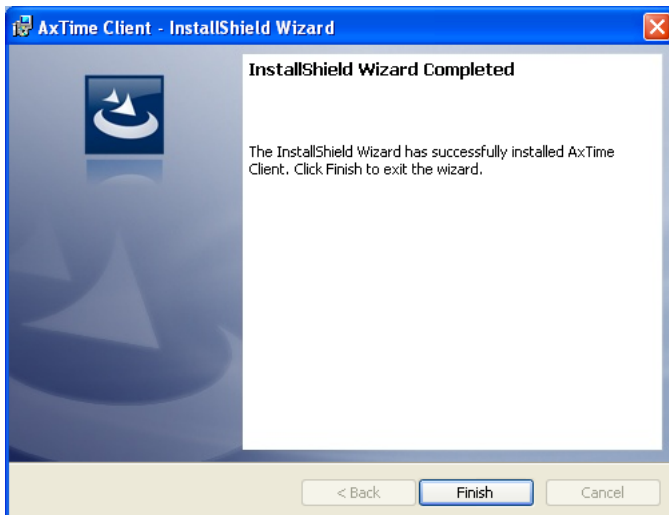 AxTime Client - InstallShield Wizard
InstallShield Wizard Completed
The InstallShield Wizard has successfully installed AxTime
Client. Click Finish to exit the wizard.
< Back Finish Cancel